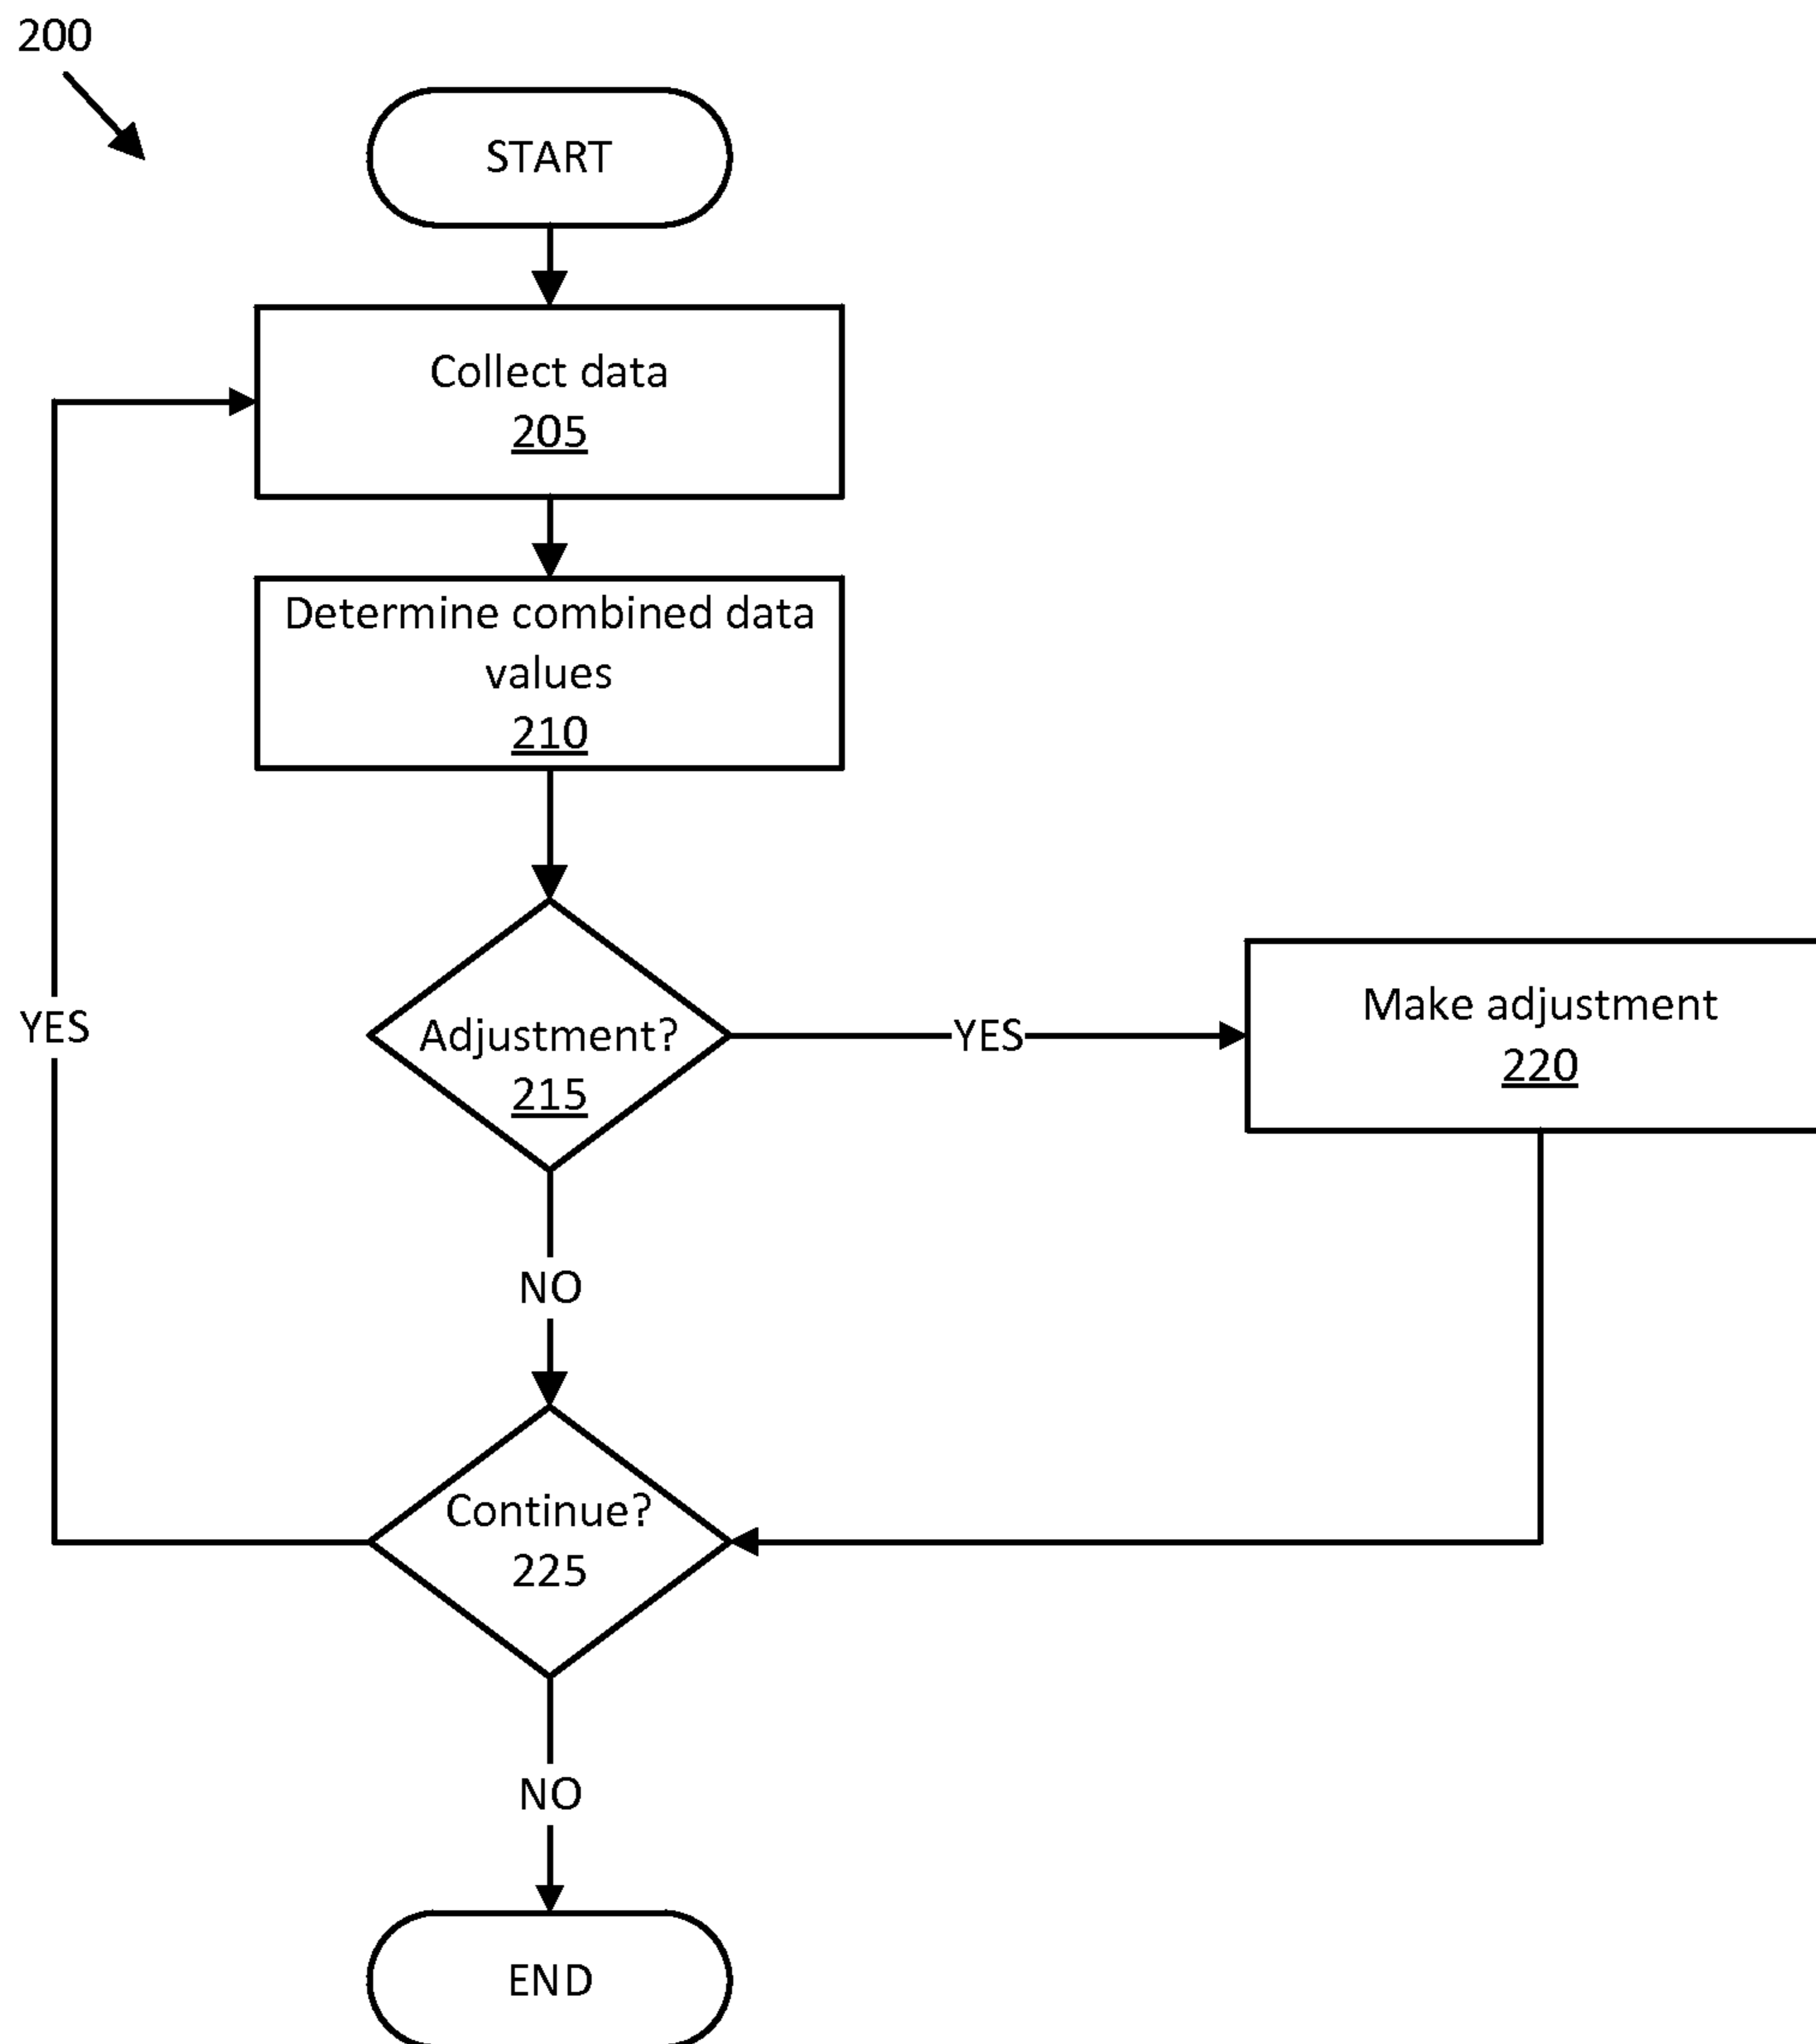 200
START
Collect data
205
Determine combined data
values
210
Adjustment?
215
YES
Make adjustment
220
YES
NO
Continue?
225
NO
END